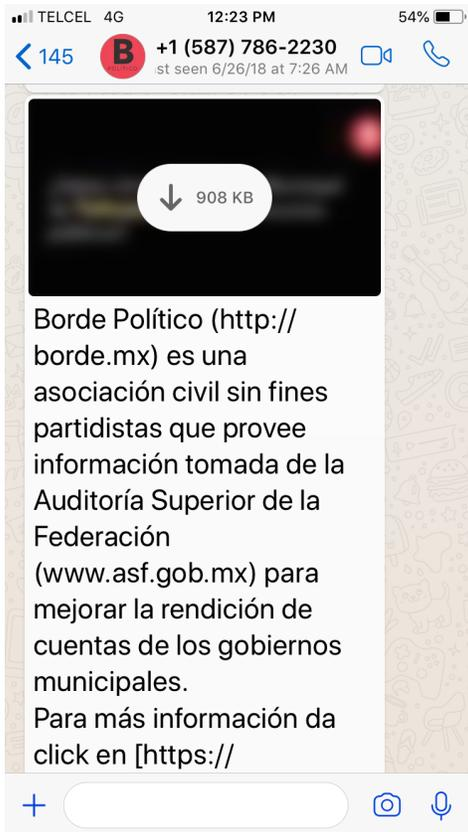 TELCEL 4G 12:23 PM 54%
145 B +1 (587) 786-2230
POLÍTICO st seen 6/26/18 at 7:26 AM
908 KB
Borde Político (http://
borde.mx) es una
asociación civil sin fines
partidistas que provee
información tomada de la
Auditoría Superior de la
Federación
(www.asf.gob.mx) para
mejorar la rendición de
cuentas de los gobiernos
municipales.
Para más información da
click en [https://